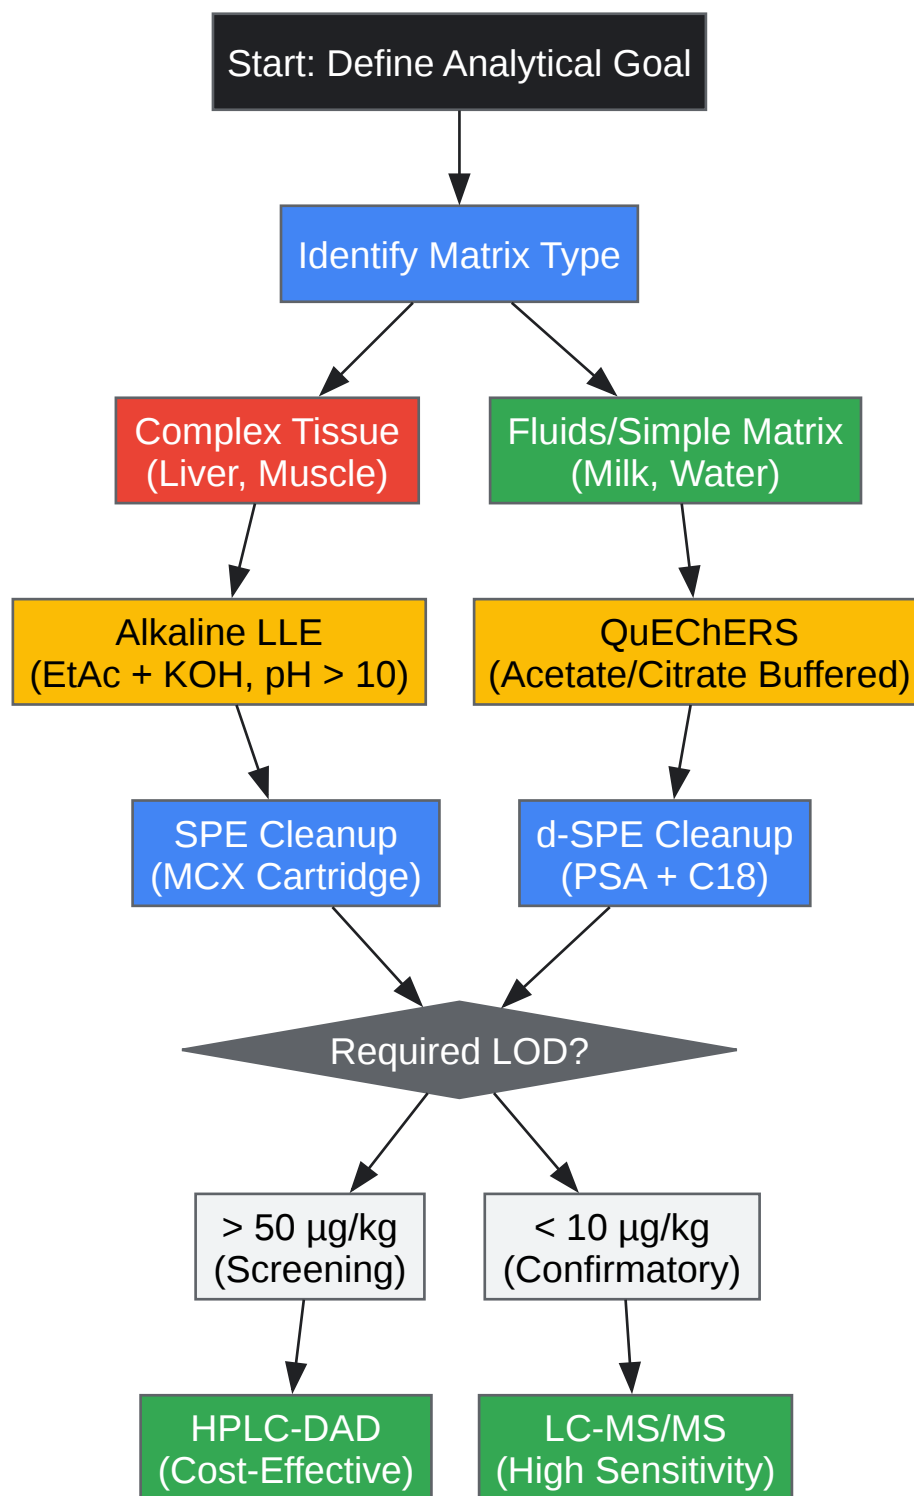 Start: Define Analytical Goal
Identify Matrix Type
Complex Tissue
(Liver, Muscle)
Fluids/Simple Matrix
(Milk, Water)
Alkaline LLE
(EtAc + KOH, pH > 10)
QuEChERS
(Acetate/Citrate Buffered)
SPE Cleanup
(MCX Cartridge)
d-SPE Cleanup
(PSA + C18)
Required LOD?
> 50 µg/kg
(Screening)
< 10 µg/kg
(Confirmatory)
HPLC-DAD
(Cost-Effective)
LC-MS/MS
(High Sensitivity)